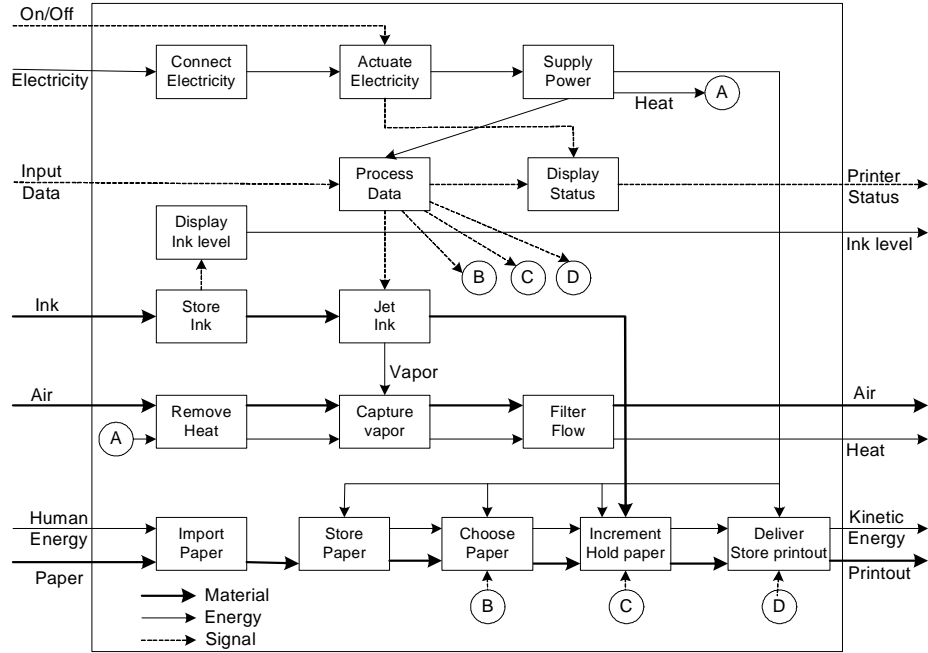 On/Off
Electricity
Connect
Electricity
Actuate
Electricity
Supply
Power
Heat
A
Input
Data
Process
Data
Display
Status
Printer
Status
Display
Ink level
Ink level
B
C
D
Ink
Store
Ink
Jet
Ink
Vapor
Air
A
Remove
Heat
Capture
vapor
Filter
Flow
Air
Heat
Human
Energy
Paper
Import
Paper
Store
Paper
Choose
Paper
Increment
Hold paper
Deliver
Store printout
Kinetic
Energy
Printout
B
C
D
Material
Energy
Signal